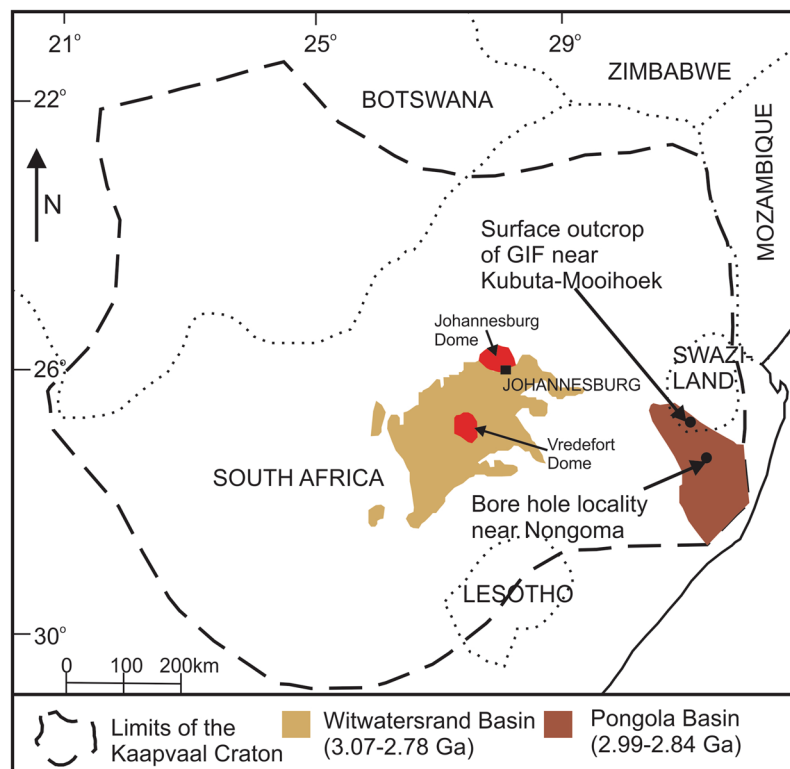 21°
25°
29°
22°
ZIMBABWE
BOTSWANA
MOZAMBIQUE
N
Surface outcrop
of GIF near
Kubuta-Mooihoek
Johannesburg
Dome
26°
SWAZI-
LAND
JOHANNESBURG
Vredefort
Dome
SOUTH AFRICA
Bore hole locality
near Nongoma
LESOTHO
30°
0 100 200km
Limits of the
Kaapvaal Craton
Witwatersrand Basin
(3.07-2.78 Ga)
Pongola Basin
(2.99-2.84 Ga)